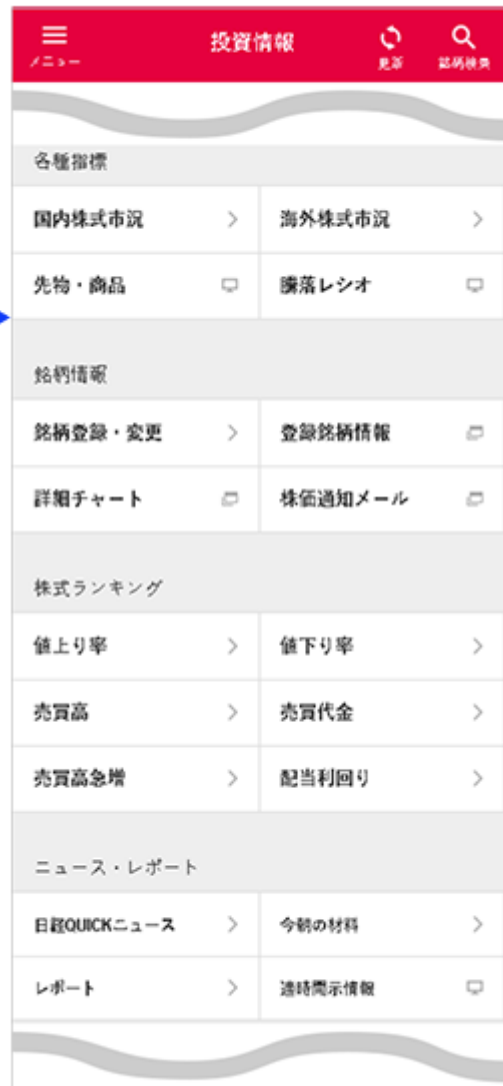 投資情報
メニュー 更新 銘柄検索
各種指標
国内株式市況 海外株式市況
先物・商品 騰落レシオ
銘柄情報
銘柄登録・変更 登録銘柄情報
詳細チャート 株価通知メール
株式ランキング
値上り率 値下り率
売買高 売買代金
売買高急増 配当利回り
ニュース・レポート
日経QUICKニュース 今朝の材料
レポート 適時開示情報